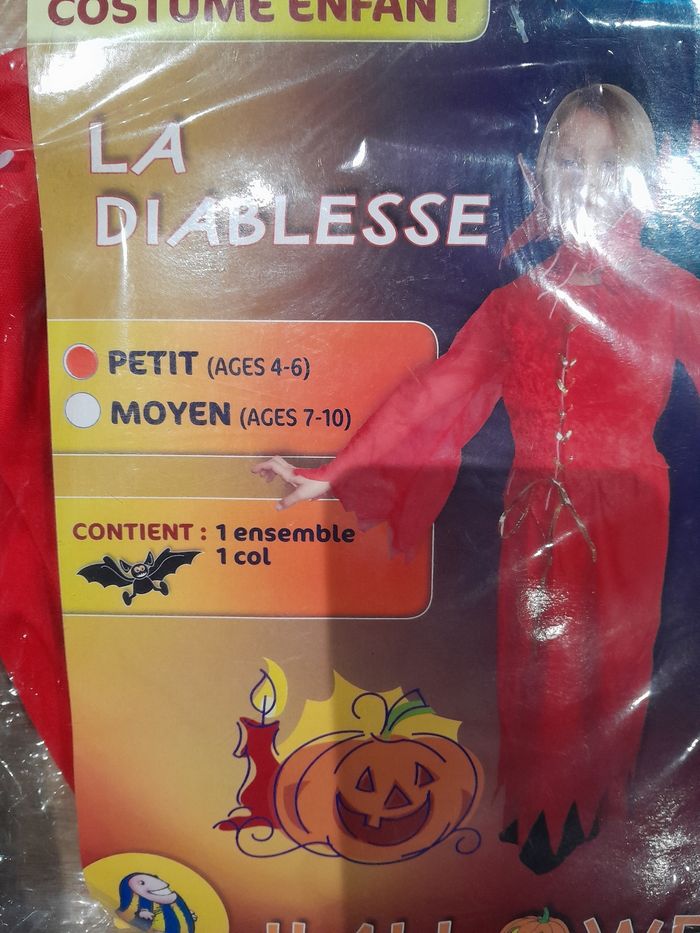 COSTUME ENFANT
LA
DIABLESSE
PETIT (AGES 4-6)
MOYEN (AGES 7-10)
CONTIENT : 1 ensemble
1 col